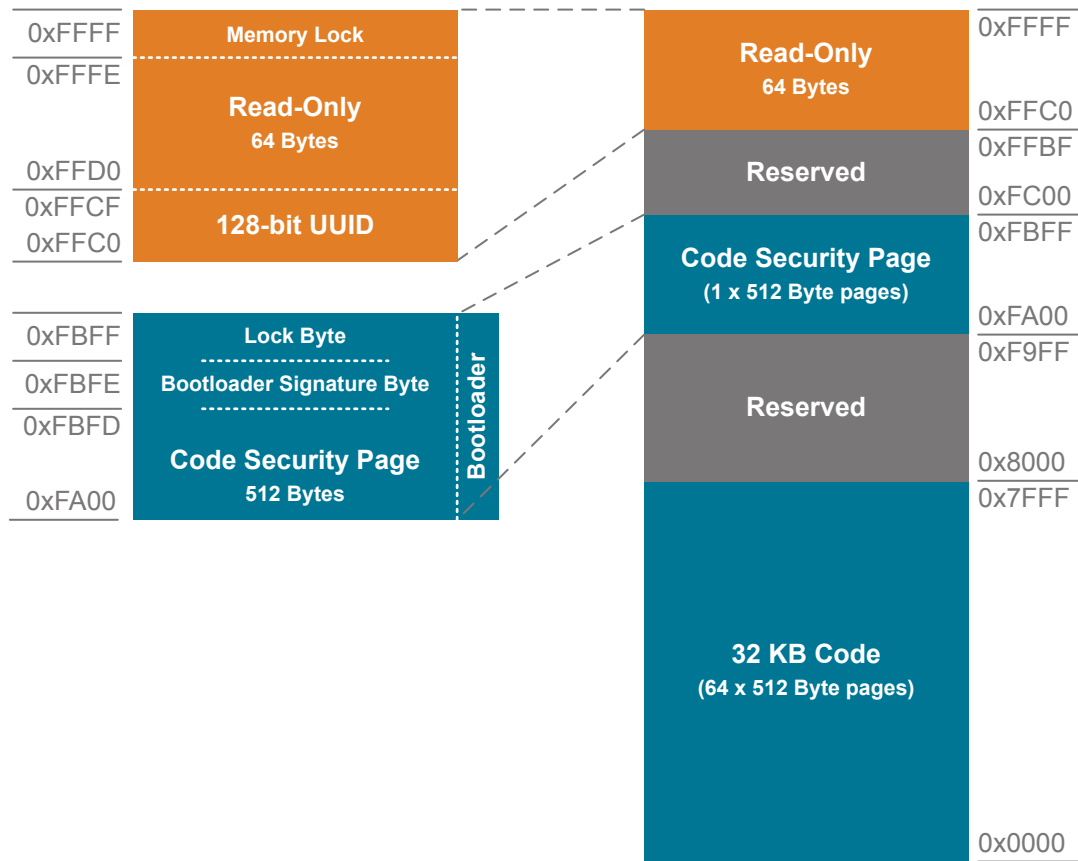 0xFFFF
Memory Lock
0xFFFE
Read-Only
64 Bytes
0xFFD0
0xFFCF
128-bit UUID
0xFFC0
0xFBFF
Lock Byte
0xFBFE
Bootloader Signature Byte
0xFBFD
Code Security Page
512 Bytes
0xFA00
Bootloader
0xFFFF
Read-Only
64 Bytes
0xFFC0
0xFFBF
Reserved
0xFC00
0xFBFF
Code Security Page
(1 x 512 Byte pages)
0xFA00
0xF9FF
Reserved
0x8000
0x7FFF
32 KB Code
(64 x 512 Byte pages)
0x0000